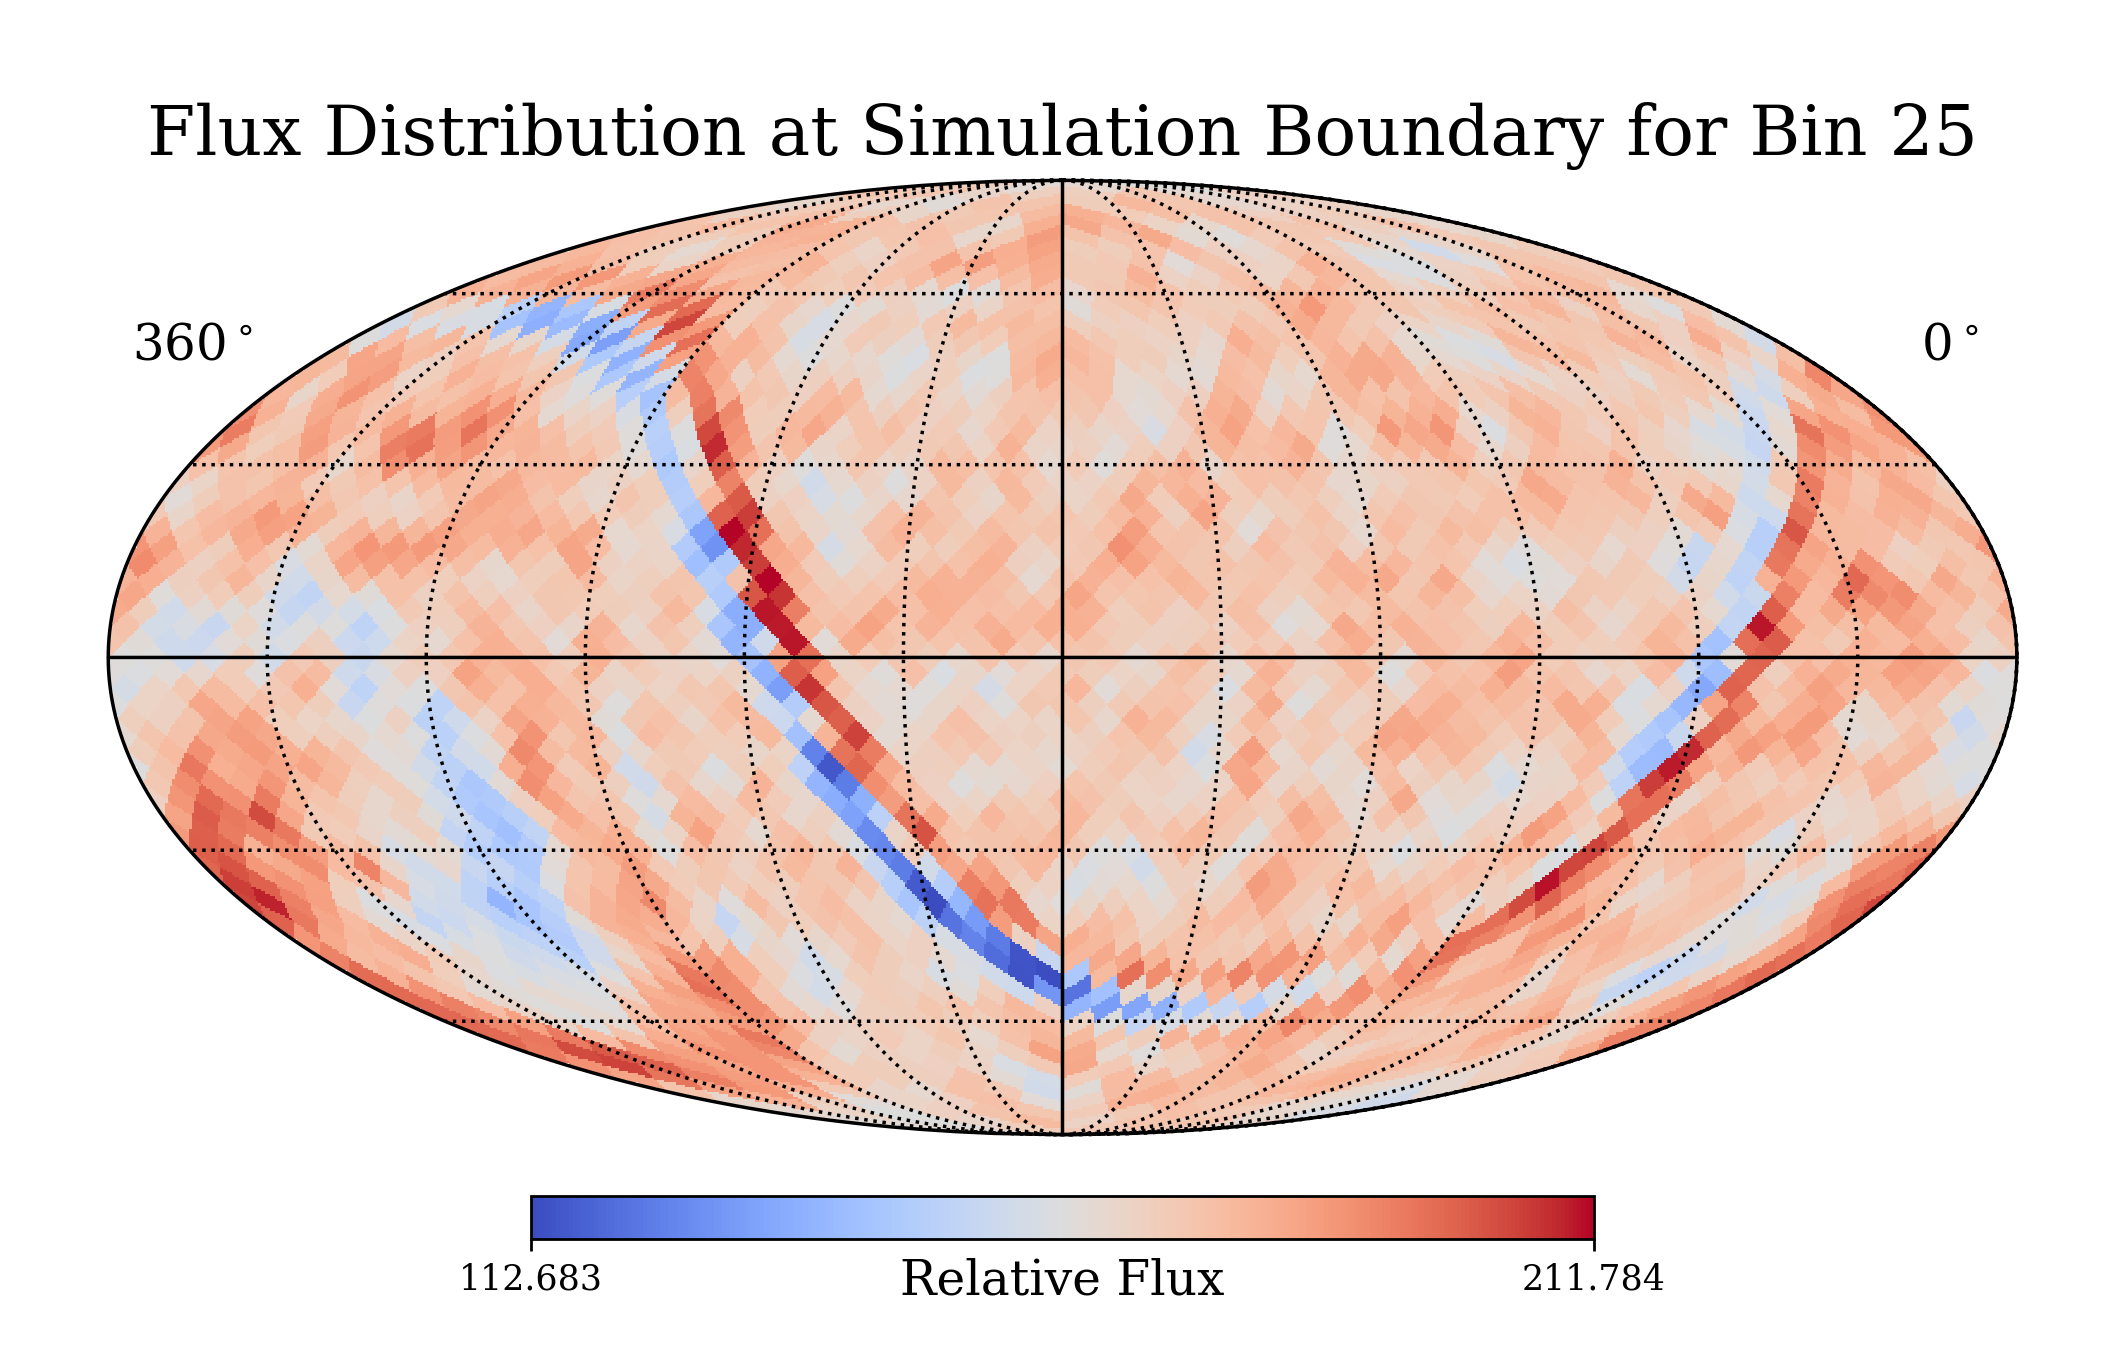 Flux Distribution at Simulation Boundary for Bin 25
360°
0°
112.683
Relative Flux
211.784